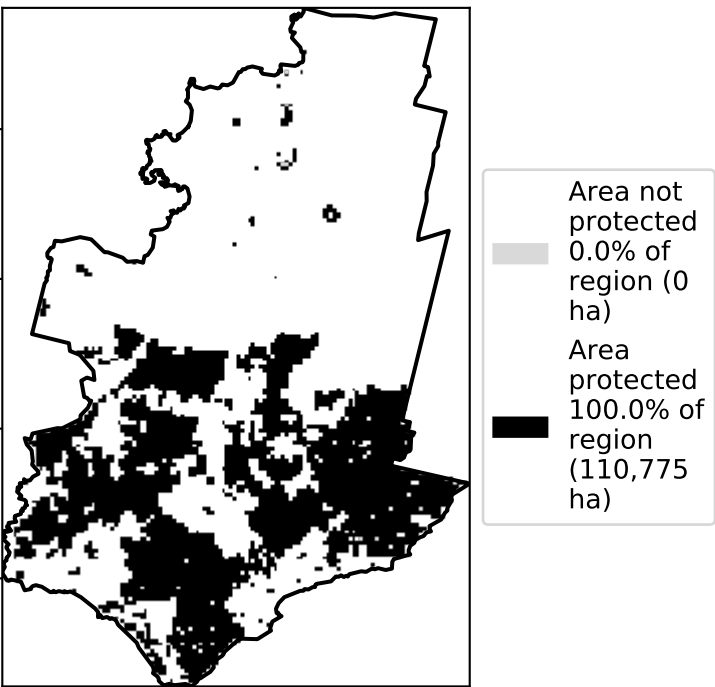 Area not
protected
0.0% of
region (0
ha)
Area
protected
100.0% of
region
(110,775
ha)